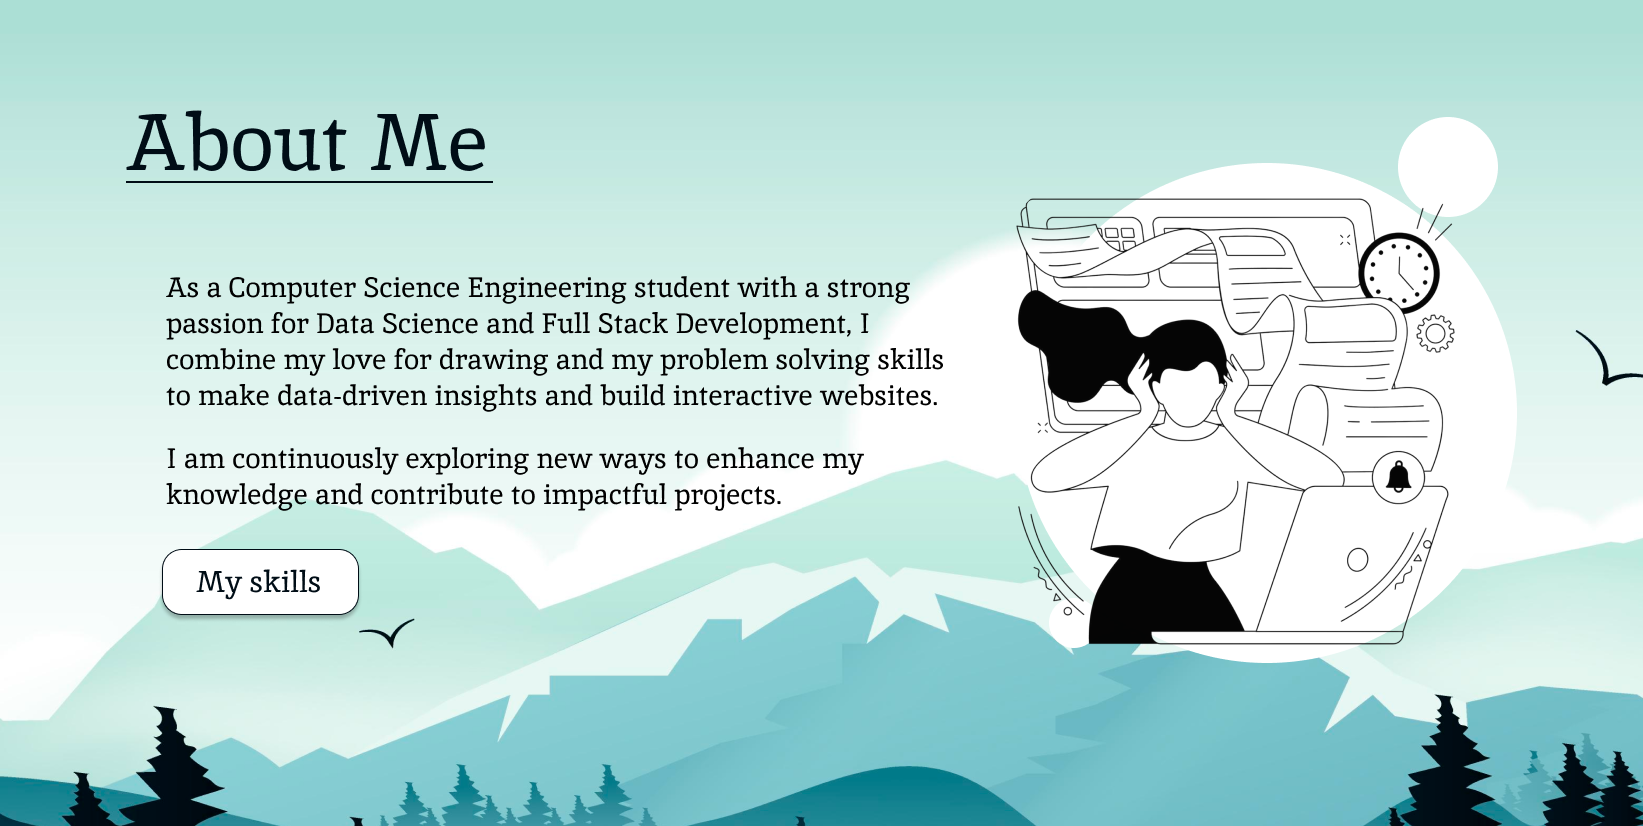 About Me
As a Computer Science Engineering student with a strong
passion for Data Science and Full Stack Development, I
combine my love for drawing and my problem solving skills
to make data-driven insights and build interactive websites.
I am continuously exploring new ways to enhance my
knowledge and contribute to impactful projects.
My skills